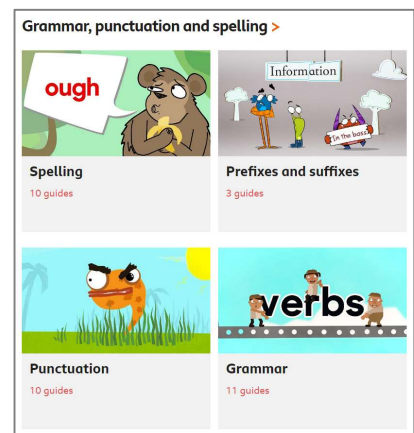 Grammar, punctuation and spelling >
ough
Information
I'm the boss!
Spelling
10 guides
Prefixes and suffixes
3 guides
verbs
Punctuation
10 guides
Grammar
11 guides